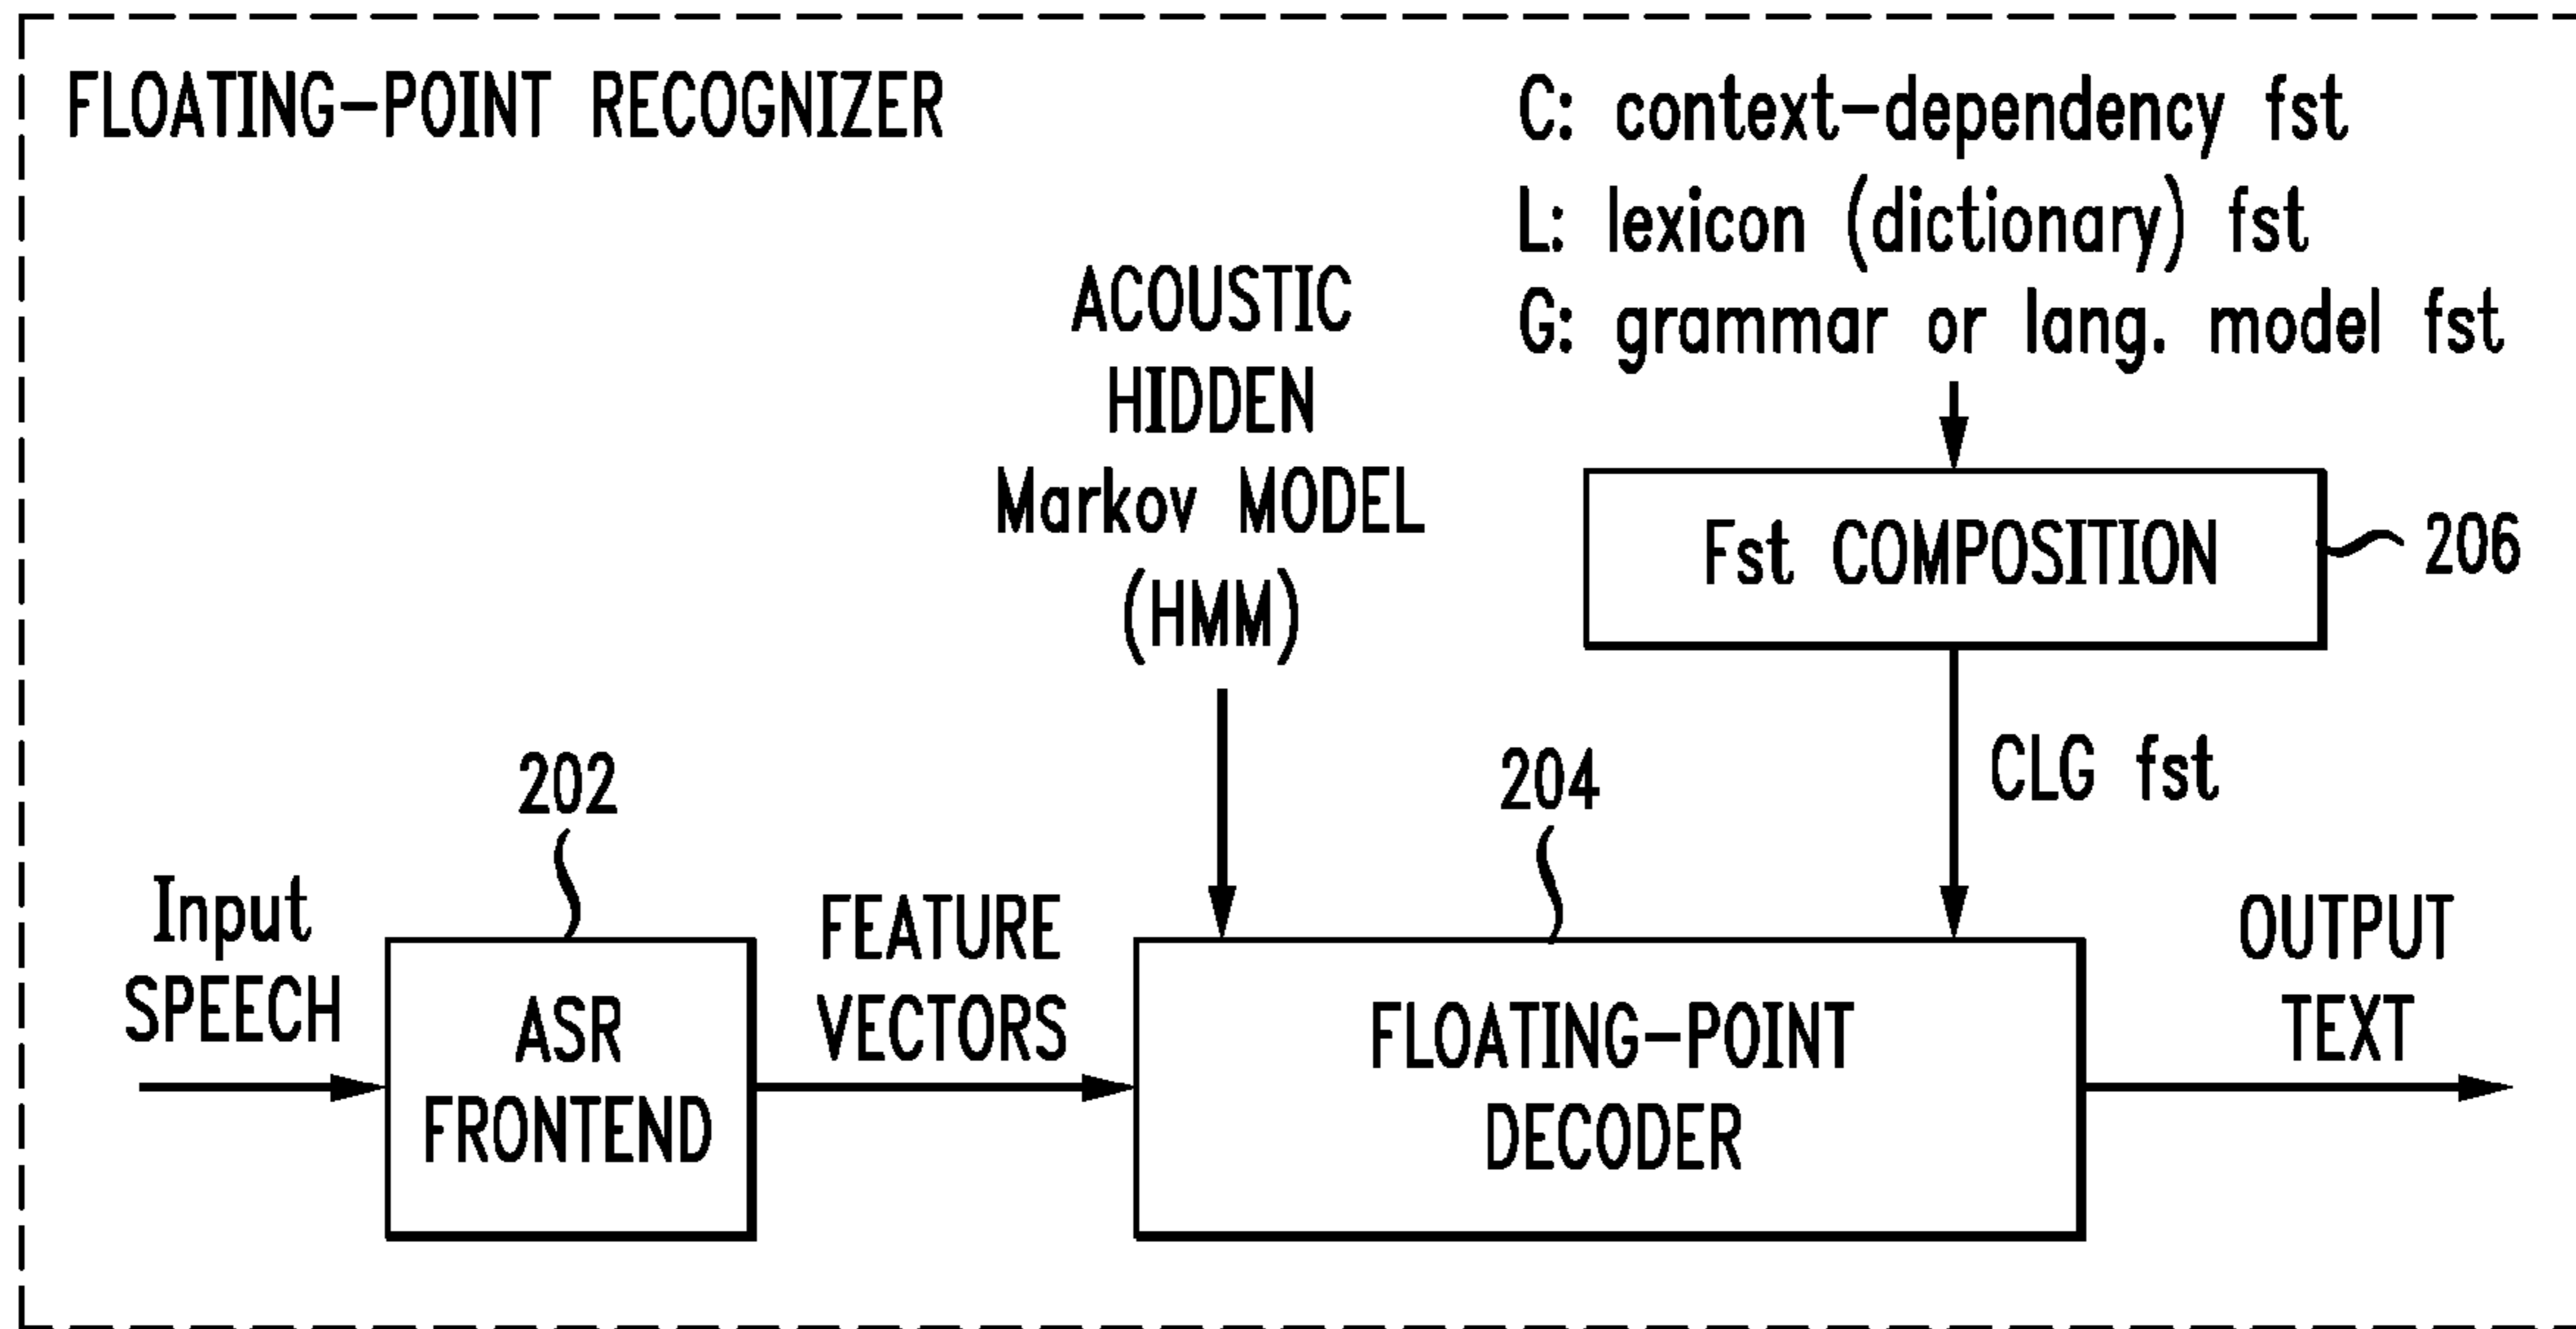 FLOATING-POINT RECOGNIZER
C: context-dependency fst
L: lexicon (dictionary) fst
G: grammar or lang. model fst
ACOUSTIC
HIDDEN
Markov MODEL
(HMM)
Fst COMPOSITION
206
CLG fst
202
204
Input
SPEECH
ASR
FRONTEND
FEATURE
VECTORS
FLOATING-POINT
DECODER
OUTPUT
TEXT